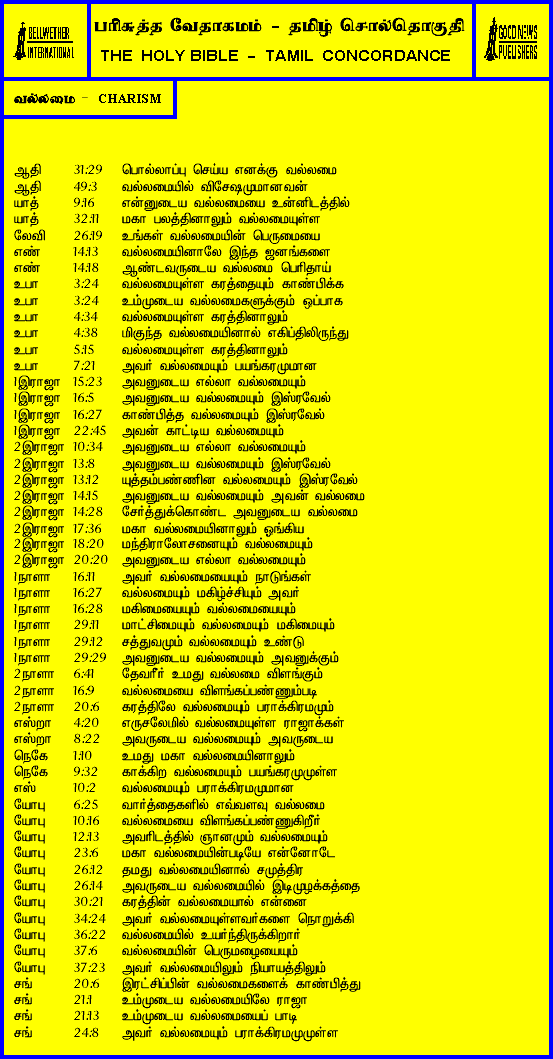 BELLWETHER
INTERNATIONAL
பரிசுத்த வேதாகமம் - தமிழ் சொல்தொகுதி
THE HOLY BIBLE - TAMIL CONCORDANCE
GOOD NEWS
PUBLISHERS
வல்லமை - CHARISM
ஆதி 31:29 பொல்லாப்பு செய்ய எனக்கு வல்லமை
ஆதி 49:3 வல்லமையில் விசேஷமுமானவன்
யாத் 9:16 என்னுடைய வல்லமையை உன்னிடத்தில்
யாத் 32:11 மகா பலத்தினாலும் வல்லமையுள்ள
லேவி 26:19 உங்கள் வல்லமையின் பெருமையை
எண் 14:13 வல்லமையினாலே இந்த ஜனங்களை
எண் 14:18 ஆண்டவருடைய வல்லமை பெரிதாய்
உபா 3:24 வல்லமையுள்ள கரத்தையும் காண்பிக்க
உபா 3:24 உம்முடைய வல்லமைகளுக்கும் ஒப்பாக
உபா 4:34 வல்லமையுள்ள கரத்தினாலும்
உபா 4:38 மிகுந்த வல்லமையினால் எகிப்திலிருந்து
உபா 5:15 வல்லமையுள்ள கரத்தினாலும்
உபா 7:21 அவர் வல்லமையும் பயங்கரமுமான
1இராஜா 15:23 அவனுடைய எல்லா வல்லமையும்
1இராஜா 16:5 அவனுடைய வல்லமையும் இஸ்ரவேல்
1இராஜா 16:27 காண்பித்த வல்லமையும் இஸ்ரவேல்
1இராஜா 22:45 அவன் காட்டிய வல்லமையும்
2இராஜா 10:34 அவனுடைய எல்லா வல்லமையும்
2இராஜா 13:8 அவனுடைய வல்லமையும் இஸ்ரவேல்
2இராஜா 13:12 யுத்தம்பண்ணின வல்லமையும் இஸ்ரவேல்
2இராஜா 14:15 அவனுடைய வல்லமையும் அவன் வல்லமை
2இராஜா 14:28 சேர்த்துக்கொண்ட அவனுடைய வல்லமை
2இராஜா 17:36 மகா வல்லமையினாலும் ஓங்கிய
2இராஜா 18:20 மந்திராலோசனையும் வல்லமையும்
2இராஜா 20:20 அவனுடைய எல்லா வல்லமையும்
1நாளா 16:11 அவர் வல்லமையையும் நாடுங்கள்
1நாளா 16:27 வல்லமையும் மகிழ்ச்சியும் அவர்
1நாளா 16:28 மகிமையையும் வல்லமையையும்
1நாளா 29:11 மாட்சிமையும் வல்லமையும் மகிமையும்
1நாளா 29:12 சத்துவமும் வல்லமையும் உண்டு
1நாளா 29:29 அவனுடைய வல்லமையும் அவனுக்கும்
2நாளா 6:41 தேவரீர் உமது வல்லமை விளங்கும்
2நாளா 16:9 வல்லமையை விளங்கப்பண்ணும்படி
2நாளா 20:6 கரத்திலே வல்லமையும் பராக்கிரமமும்
எஸ்றா 4:20 எருசலேமில் வல்லமையுள்ள ராஜாக்கள்
எஸ்றா 8:22 அவருடைய வல்லமையும் அவருடைய
நெகே 1:10 உமது மகா வல்லமையினாலும்
நெகே 9:32 காக்கிற வல்லமையும் பயங்கரமுமுள்ள
எஸ் 10:2 வல்லமையும் பராக்கிரமமுமான
யோபு 6:25 வார்த்தைகளில் எவ்வளவு வல்லமை
யோபு 10:16 வல்லமையை விளங்கப்பண்ணுகிறீர்
யோபு 12:13 அவரிடத்தில் ஞானமும் வல்லமையும்
யோபு 23:6 மகா வல்லமையின்படியே என்னோடே
யோபு 26:12 தமது வல்லமையினால் சமுத்திர
யோபு 26:14 அவருடைய வல்லமையில் இடிமுழக்கத்தை
யோபு 30:21 கரத்தின் வல்லமையால் என்னை
யோபு 34:24 அவர் வல்லமையுள்ளவர்களை நொறுக்கி
யோபு 36:22 வல்லமையில் உயர்ந்திருக்கிறார்
யோபு 37:6 வல்லமையின் பெருமழையையும்
யோபு 37:23 அவர் வல்லமையிலும் நியாயத்திலும்
சங் 20:6 இரட்சிப்பின் வல்லமைகளைக் காண்பித்து
சங் 21:1 உம்முடைய வல்லமையிலே ராஜா
சங் 21:13 உம்முடைய வல்லமையைப் பாடி
சங் 24:8 அவர் வல்லமையும் பராக்கிரமமுமுள்ள